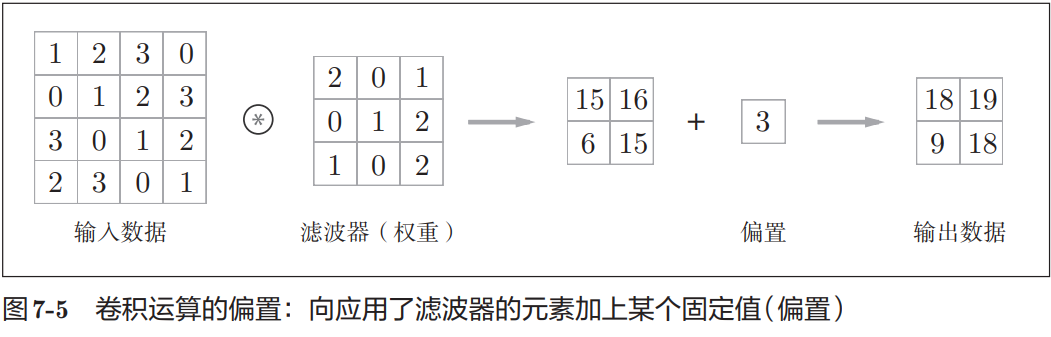 1 2 3 0
0 1 2 3
3 0 1 2
2 3 0 1
2 0 1
0 1 2
1 0 2
15 16
6 15
+
3
18 19
9 18
输入数据
滤波器（权重）
偏置
输出数据
图7-5 卷积运算的偏置：向应用了滤波器的元素加上某个固定值（偏置）